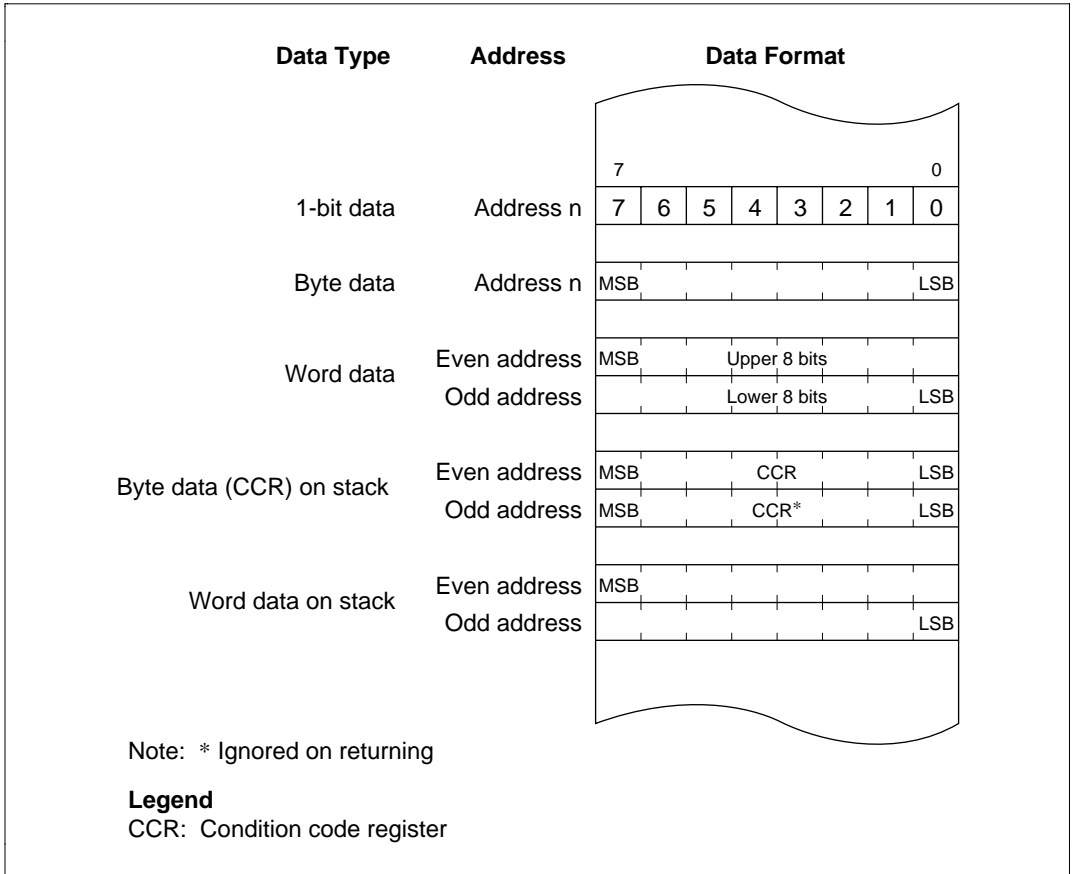 Data Type Address Data Format
7 0
1-bit data Address n 7 6 5 4 3 2 1 0
Byte data Address n MSB LSB
Even address MSB Upper 8 bits
Word data
Odd address Lower 8 bits LSB
Even address MSB CCR LSB
Byte data (CCR) on stack
Odd address MSB CCR* LSB
Even address MSB
Word data on stack
Odd address LSB
Note: * Ignored on returning
Legend
CCR: Condition code register